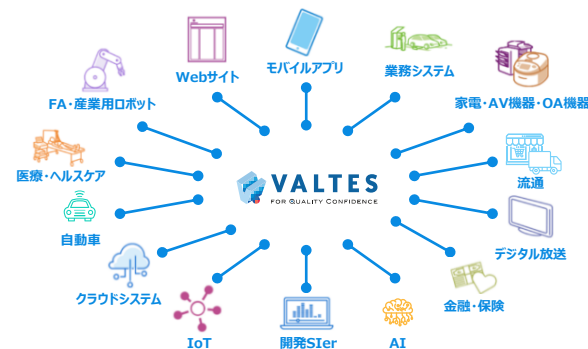 モバイルアプリ
Webサイト
業務システム
FA・産業用ロボット
家電・AV機器・OA機器
医療・ヘルスケア
VALTES
FOR QUALITY CONFIDENCE
流通
自動車
デジタル放送
クラウドシステム
金融・保険
IoT
開発SIer
AI